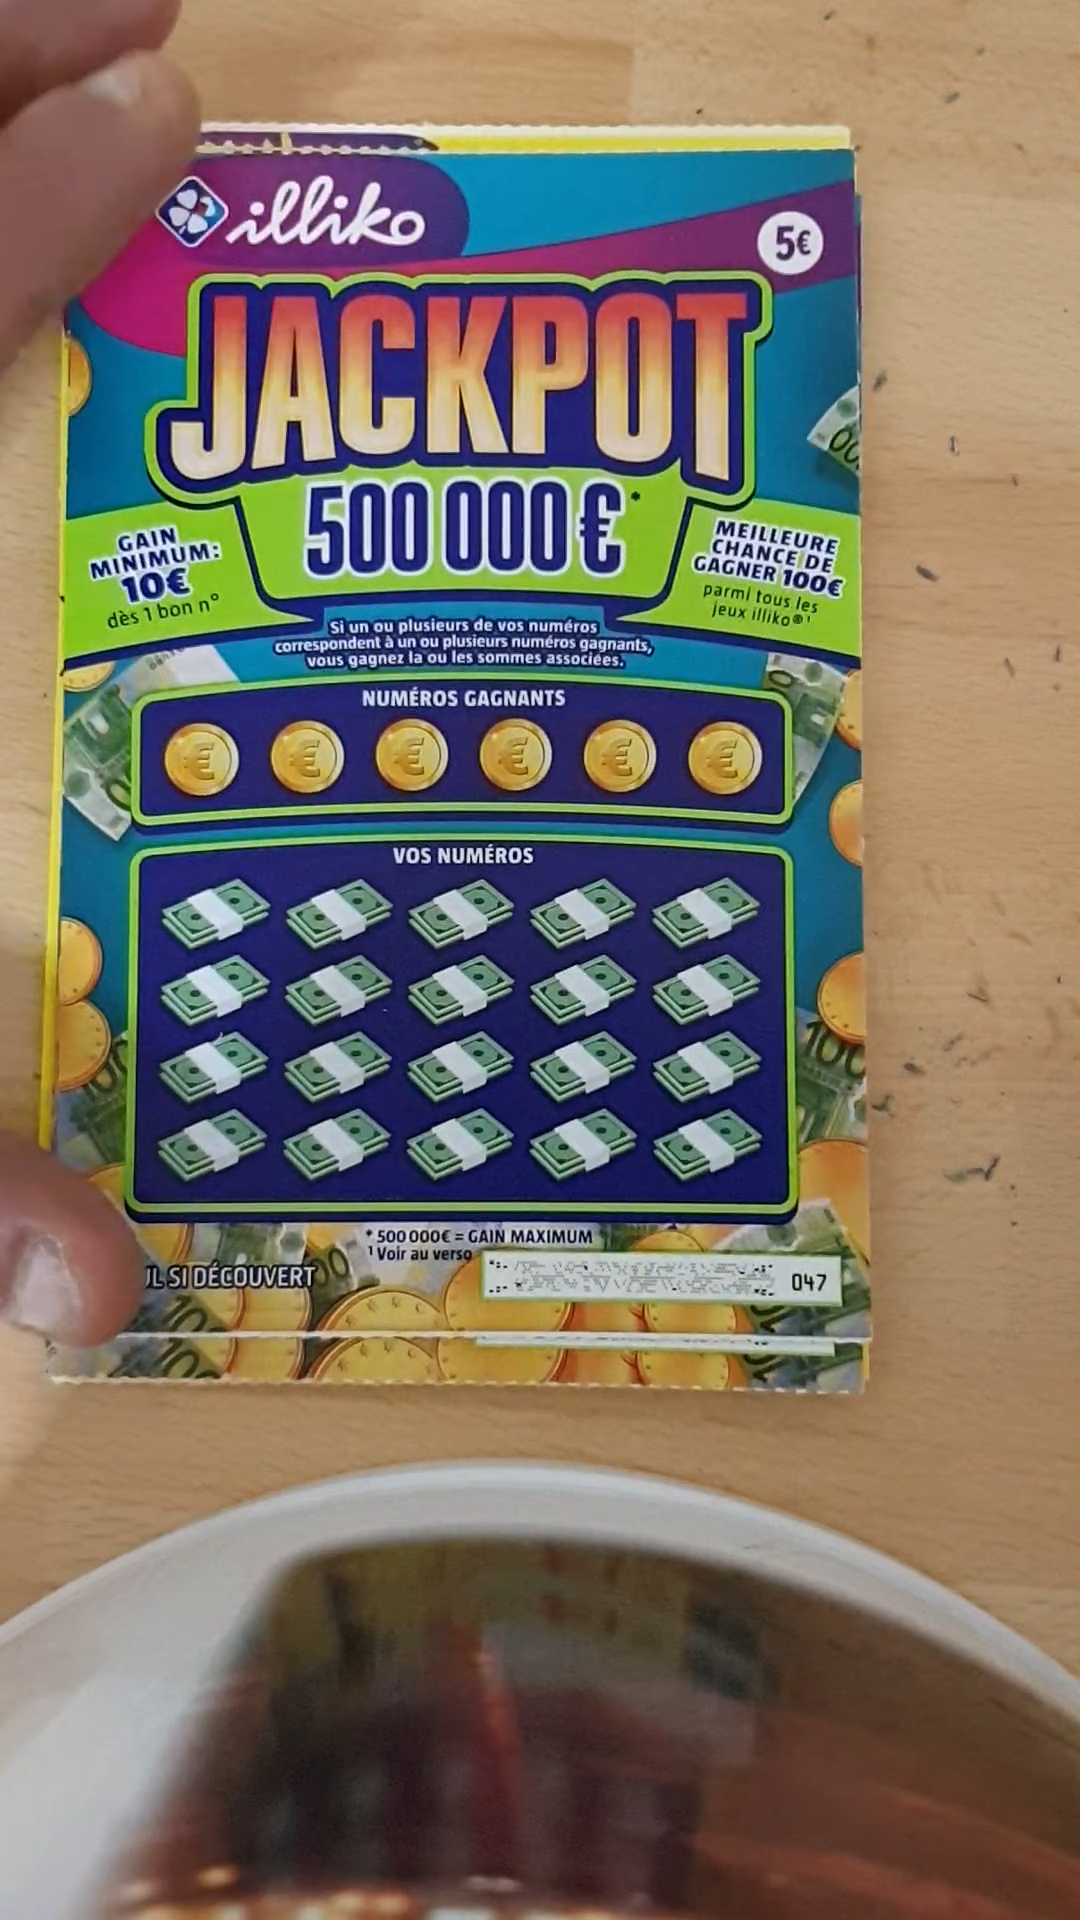 illiko
5€
JACKPOT
500 000 €*
GAIN
MINIMUM:
10€
dès 1 bon n°
MEILLEURE
CHANCE DE
GAGNER 100€
parmi tous les
jeux illiko®¹
Si un ou plusieurs de vos numéros
correspondent à un ou plusieurs numéros gagnants,
vous gagnez la ou les sommes associées.
NUMÉROS GAGNANTS
VOS NUMÉROS
* 500 000€ = GAIN MAXIMUM
¹ Voir au verso
SI DÉCOUVERT
047
100
100